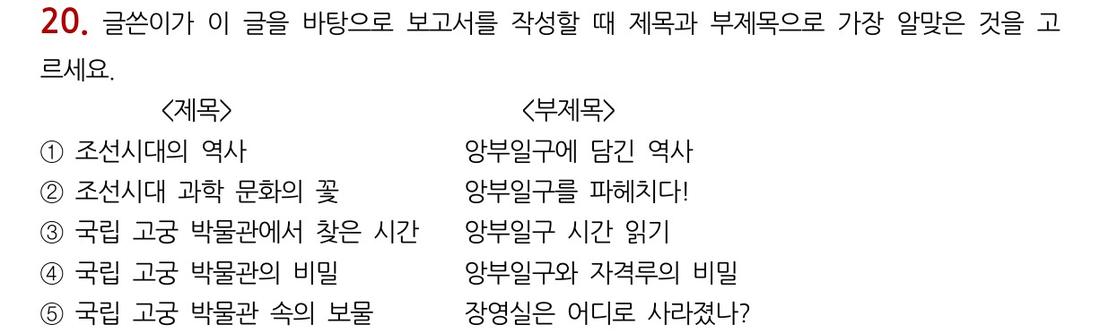 20. 글쓴이가 이 글을 바탕으로 보고서를 작성할 때 제목과 부제목으로 가장 알맞은 것을 고
르세요.
<제목> <부제목>
① 조선시대의 역사 앙부일구에 담긴 역사
② 조선시대 과학 문화의 꽃 앙부일구를 파헤치다!
③ 국립 고궁 박물관에서 찾은 시간 앙부일구 시간 읽기
④ 국립 고궁 박물관의 비밀 앙부일구와 자격루의 비밀
⑤ 국립 고궁 박물관 속의 보물 장영실은 어디로 사라졌나?